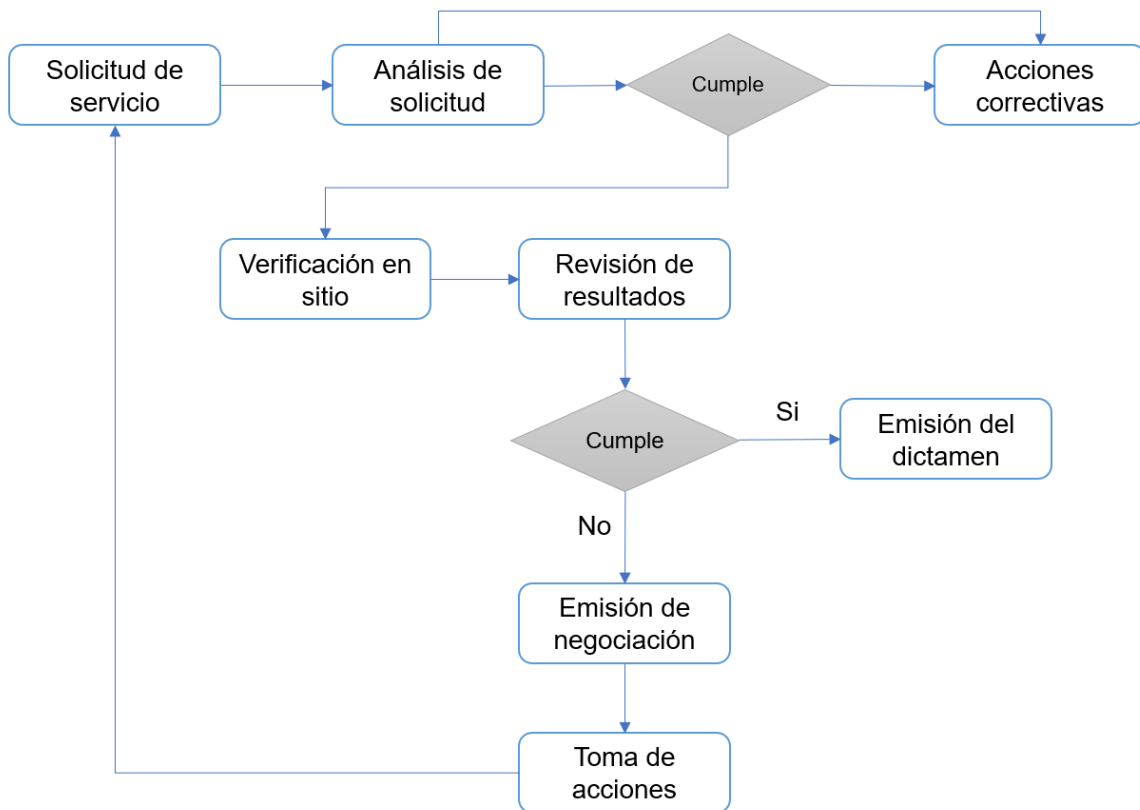 Solicitud de
servicio
Análisis de
solicitud
Cumple
Acciones
correctivas
Verificación en
sitio
Revisión de
resultados
Cumple
Si
Emisión del
dictamen
No
Emisión de
negociación
Toma de
acciones